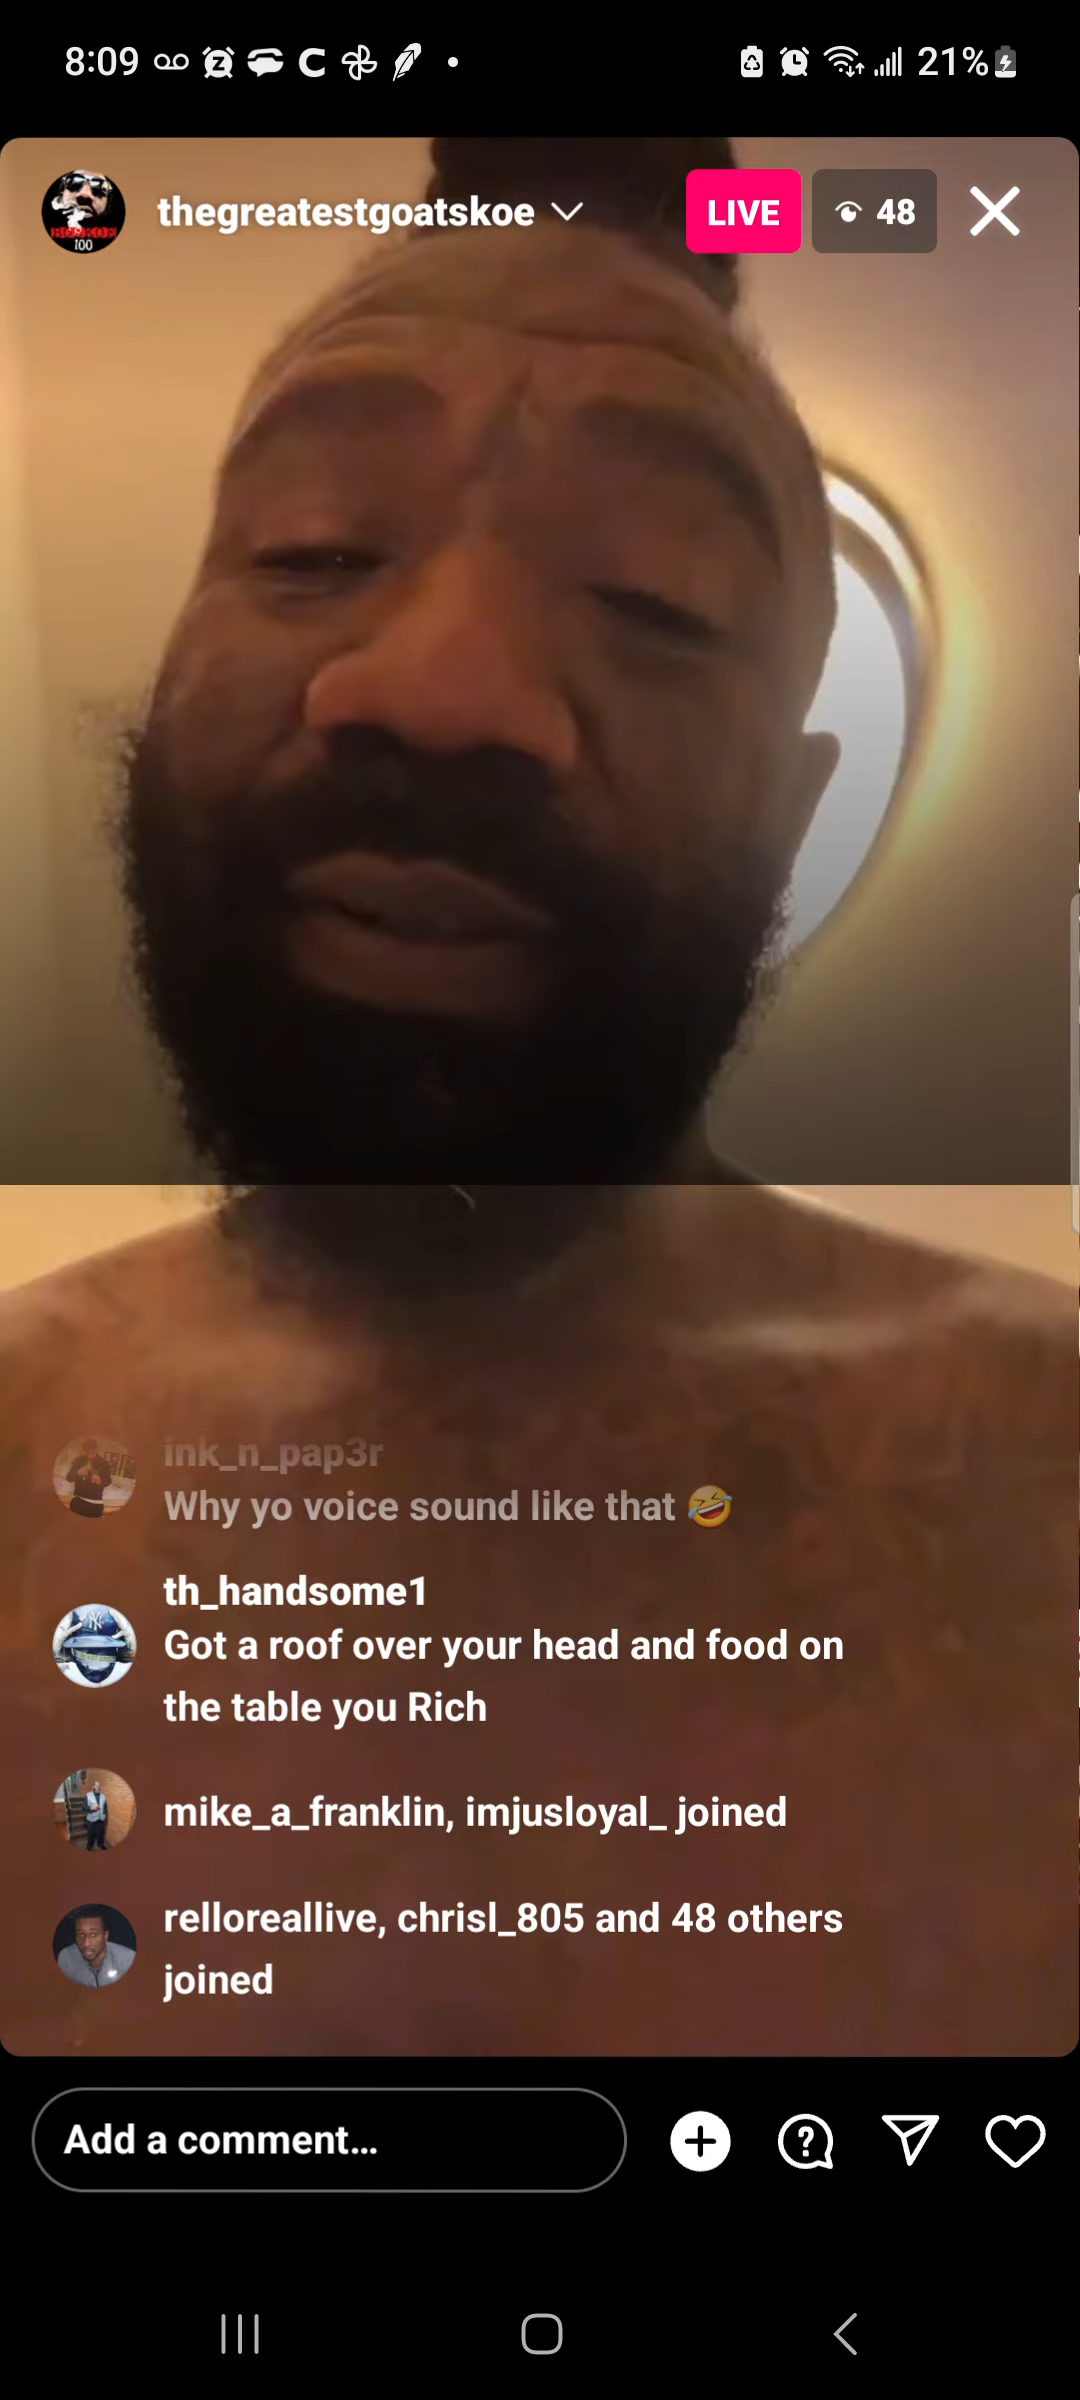 8:09
21%
thegreatestgoatskoe
LIVE
48
100
ink_n_pap3r
Why yo voice sound like that 🤣
th_handsome1
Got a roof over your head and food on
the table you Rich
mike_a_franklin, imjusloyal_ joined
relloreallive, chrisl_805 and 48 others
joined
Add a comment...